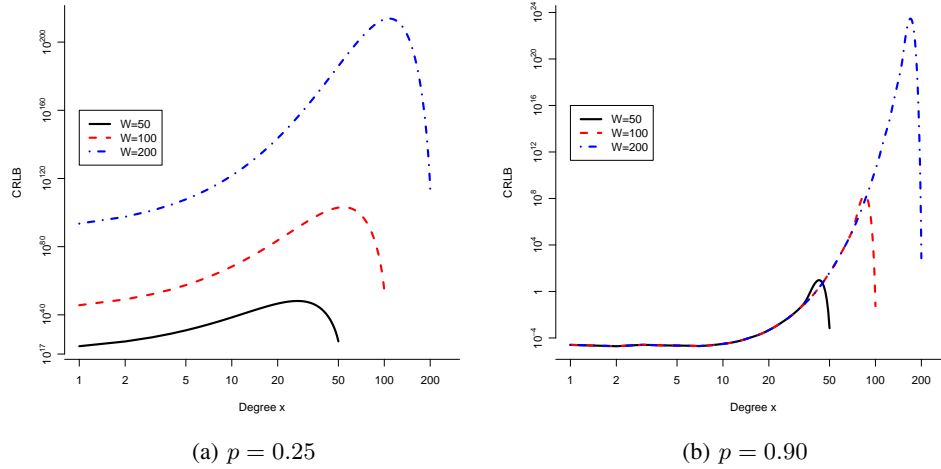 CRLB
10^200
10^160
10^120
10^80
10^40
10^17
W=50
W=100
W=200
1 2 5 10 20 50 100 200
Degree x
(a) p = 0.25
CRLB
10^24
10^20
10^16
10^12
10^8
10^4
1
10^-4
W=50
W=100
W=200
1 2 5 10 20 50 100 200
Degree x
(b) p = 0.90